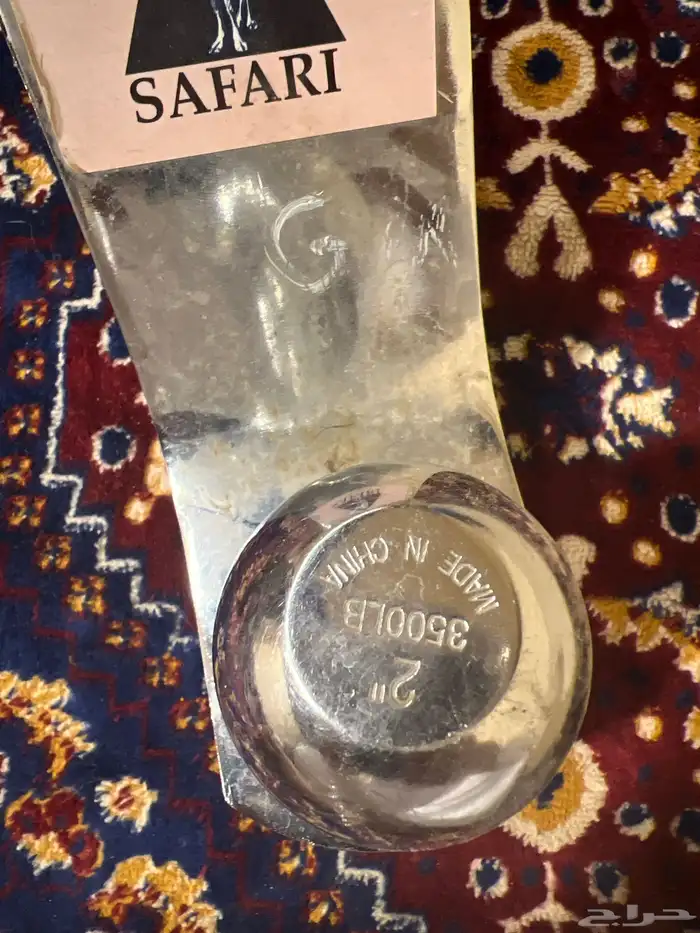 SAFARI
G
2"
3500LB
MADE IN CHINA
حراج